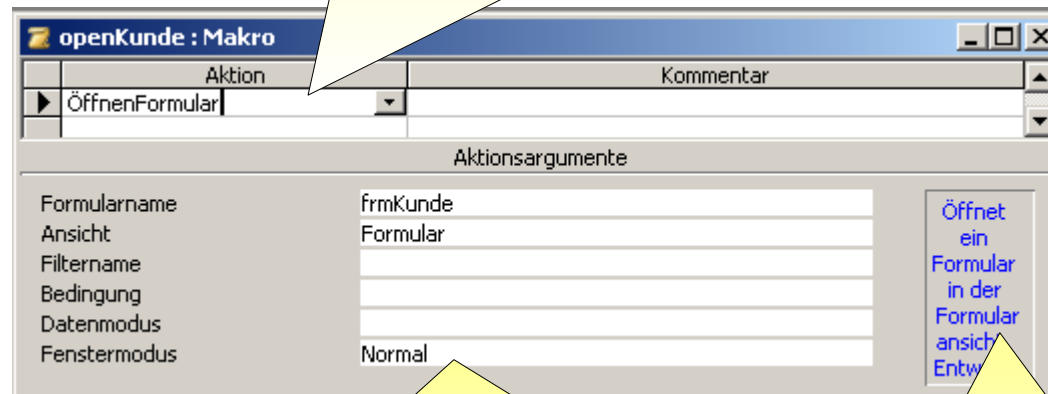 openKunde : Makro
Aktion Kommentar
ÖffnenFormular
Aktionsargumente
Formularname frmKunde
Ansicht Formular
Filtername
Bedingung
Datenmodus
Fenstermodus Normal
Öffnet
ein
Formular
in der
Formular